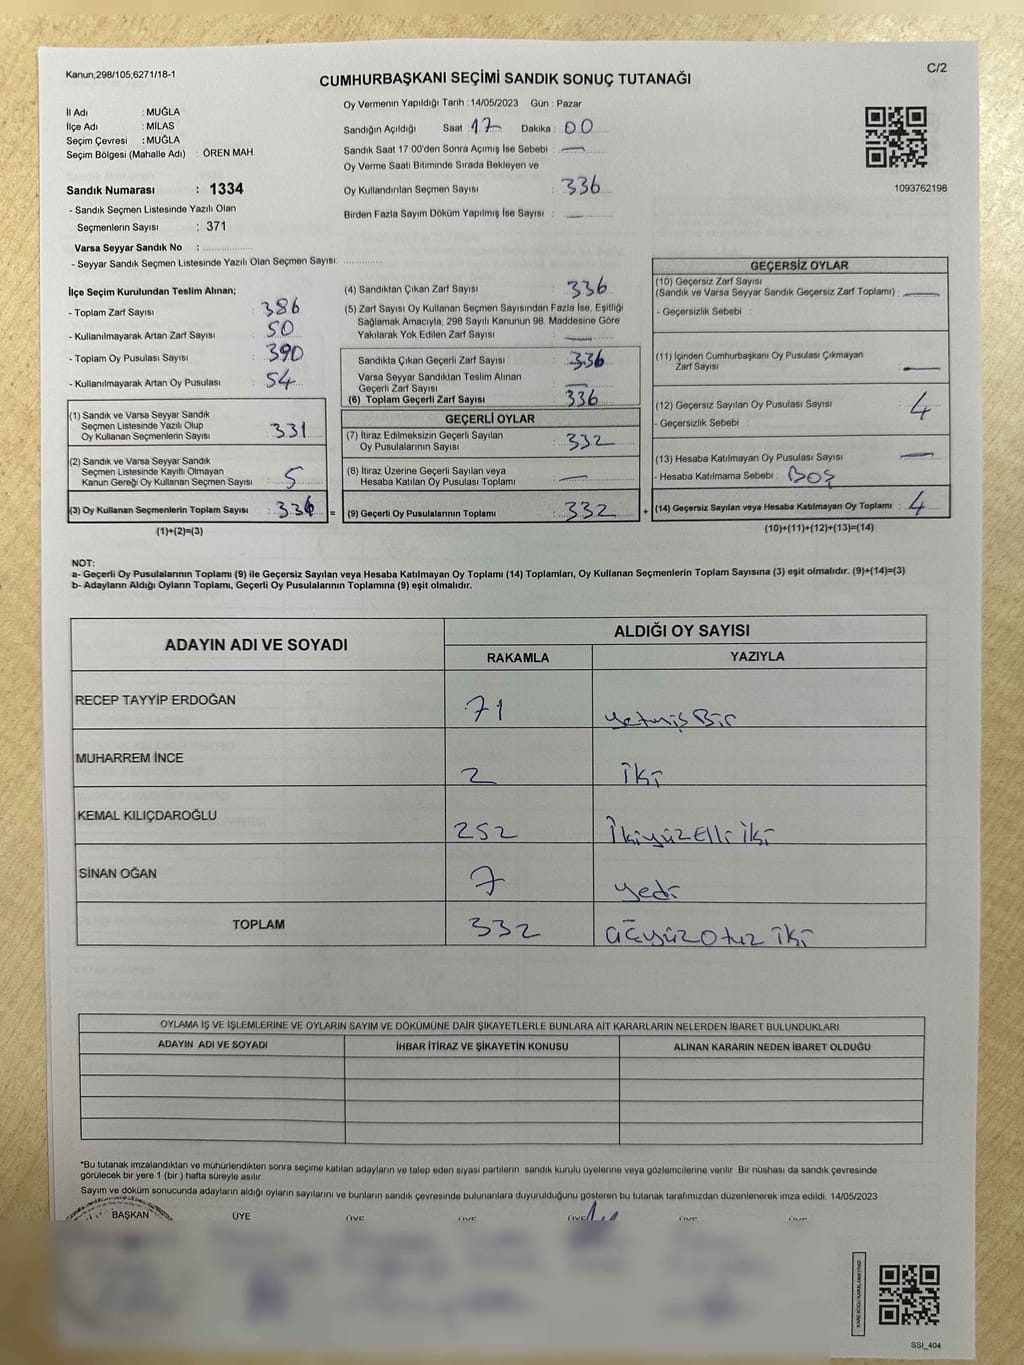 Kanun;298/105,6271/18-1
C/2
CUMHURBAŞKANI SEÇİMİ SANDIK SONUÇ TUTANAĞI
İl Adı : MUĞLA
İlçe Adı : MİLAS
Seçim Çevresi : MUĞLA
Seçim Bölgesi (Mahalle Adı) : ÖREN MAH.
Sandık Numarası : 1334
- Sandık Seçmen Listesinde Yazılı Olan
Seçmenlerin Sayısı : 371
Varsa Seyyar Sandık No :
- Seyyar Sandık Seçmen Listesinde Yazılı Olan Seçmen Sayısı:
Oy Vermenin Yapıldığı Tarih : 14/05/2023 Gün : Pazar
Sandığın Açıldığı Saat : 17 Dakika : 00
Sandık Saat 17:00'den Sonra Açımış İse Sebebi : —
Oy Verme Saati Bitiminde Sırada Bekleyen ve
Oy Kullandırılan Seçmen Sayısı : 336
Birden Fazla Sayım Döküm Yapılmış İse Sayısı : —
1093762198
İlçe Seçim Kurulundan Teslim Alınan;
- Toplam Zarf Sayısı : 386
- Kullanılmayarak Artan Zarf Sayısı : 50
- Toplam Oy Pusulası Sayısı : 390
- Kullanılmayarak Artan Oy Pusulası : 54
(1) Sandık ve Varsa Seyyar Sandık
Seçmen Listesinde Yazılı Olup
Oy Kullanan Seçmenlerin Sayısı : 331
(2) Sandık ve Varsa Seyyar Sandık
Seçmen Listesinde Kayıtlı Olmayan
Kanun Gereği Oy Kullanan Seçmen Sayısı : 5
(3) Oy Kullanan Seçmenlerin Toplam Sayısı : 336 =
(1)+(2)=(3)
(4) Sandıktan Çıkan Zarf Sayısı : 336
(5) Zarf Sayısı Oy Kullanan Seçmen Sayısından Fazla İse, Eşitliği
Sağlamak Amacıyla, 298 Sayılı Kanunun 98. Maddesine Göre
Yakılarak Yok Edilen Zarf Sayısı : —
Sandıkta Çıkan Geçerli Zarf Sayısı : 336
Varsa Seyyar Sandıktan Teslim Alınan
Geçerli Zarf Sayısı : —
(6) Toplam Geçerli Zarf Sayısı : 336
GEÇERLİ OYLAR
(7) İtiraz Edilmeksizin Geçerli Sayılan
Oy Pusulalarının Sayısı : 332
(8) İtiraz Üzerine Geçerli Sayılan veya
Hesaba Katılan Oy Pusulası Toplamı : —
(9) Geçerli Oy Pusulalarının Toplamı : 332 +
GEÇERSİZ OYLAR
(10) Geçersiz Zarf Sayısı
(Sandık ve Varsa Seyyar Sandık Geçersiz Zarf Toplamı) : —
- Geçersizlik Sebebi :
(11) İçinden Cumhurbaşkanı Oy Pusulası Çıkmayan
Zarf Sayısı : —
(12) Geçersiz Sayılan Oy Pusulası Sayısı : 4
- Geçersizlik Sebebi :
(13) Hesaba Katılmayan Oy Pusulası Sayısı : —
- Hesaba Katılmama Sebebi : Boş
(14) Geçersiz Sayılan veya Hesaba Katılmayan Oy Toplamı : 4
(10)+(11)+(12)+(13)=(14)
NOT:
a- Geçerli Oy Pusulalarının Toplamı (9) ile Geçersiz Sayılan veya Hesaba Katılmayan Oy Toplamı (14) Toplamları, Oy Kullanan Seçmenlerin Toplam Sayısına (3) eşit olmalıdır. (9)+(14)=(3)
b- Adayların Aldığı Oyların Toplamı, Geçerli Oy Pusulalarının Toplamına (9) eşit olmalıdır.
ADAYIN ADI VE SOYADI ALDIĞI OY SAYISI
RAKAMLA YAZIYLA
RECEP TAYYİP ERDOĞAN 71 Yetmiş Bir
MUHARREM İNCE 2 İki
KEMAL KILIÇDAROĞLU 252 İkiyüz Elli İki
SİNAN OĞAN 7 yedi
TOPLAM 332 üçyüz Otuz İki
OYLAMA İŞ VE İŞLEMLERİNE VE OYLARIN SAYIM VE DÖKÜMÜNE DAİR ŞİKAYETLERLE BUNLARA AİT KARARLARIN NELERDEN İBARET BULUNDUKLARI
ADAYIN ADI VE SOYADI İHBAR İTİRAZ VE ŞİKAYETİN KONUSU ALINAN KARARIN NEDEN İBARET OLDUĞU
*Bu tutanak imzalandıktan ve mühürlendikten sonra seçime katılan adayların ve talep eden siyasi partilerin sandık kurulu üyelerine veya gözlemcilerine verilir. Bir nüshası da sandık çevresinde
görülecek bir yere 1 (bir) hafta süreyle asılır.
Sayım ve döküm sonucunda adayların aldığı oyların sayılarını ve bunların sandık çevresinde bulunanlara duyurulduğunu gösteren bu tutanak tarafımızdan düzenlenerek imza edildi. 14/05/2023
BAŞKAN ÜYE ÜYE ÜYE ÜYE ÜYE ÜYE
KARE KODU KARALAMAYINIZ!
SSİ_404